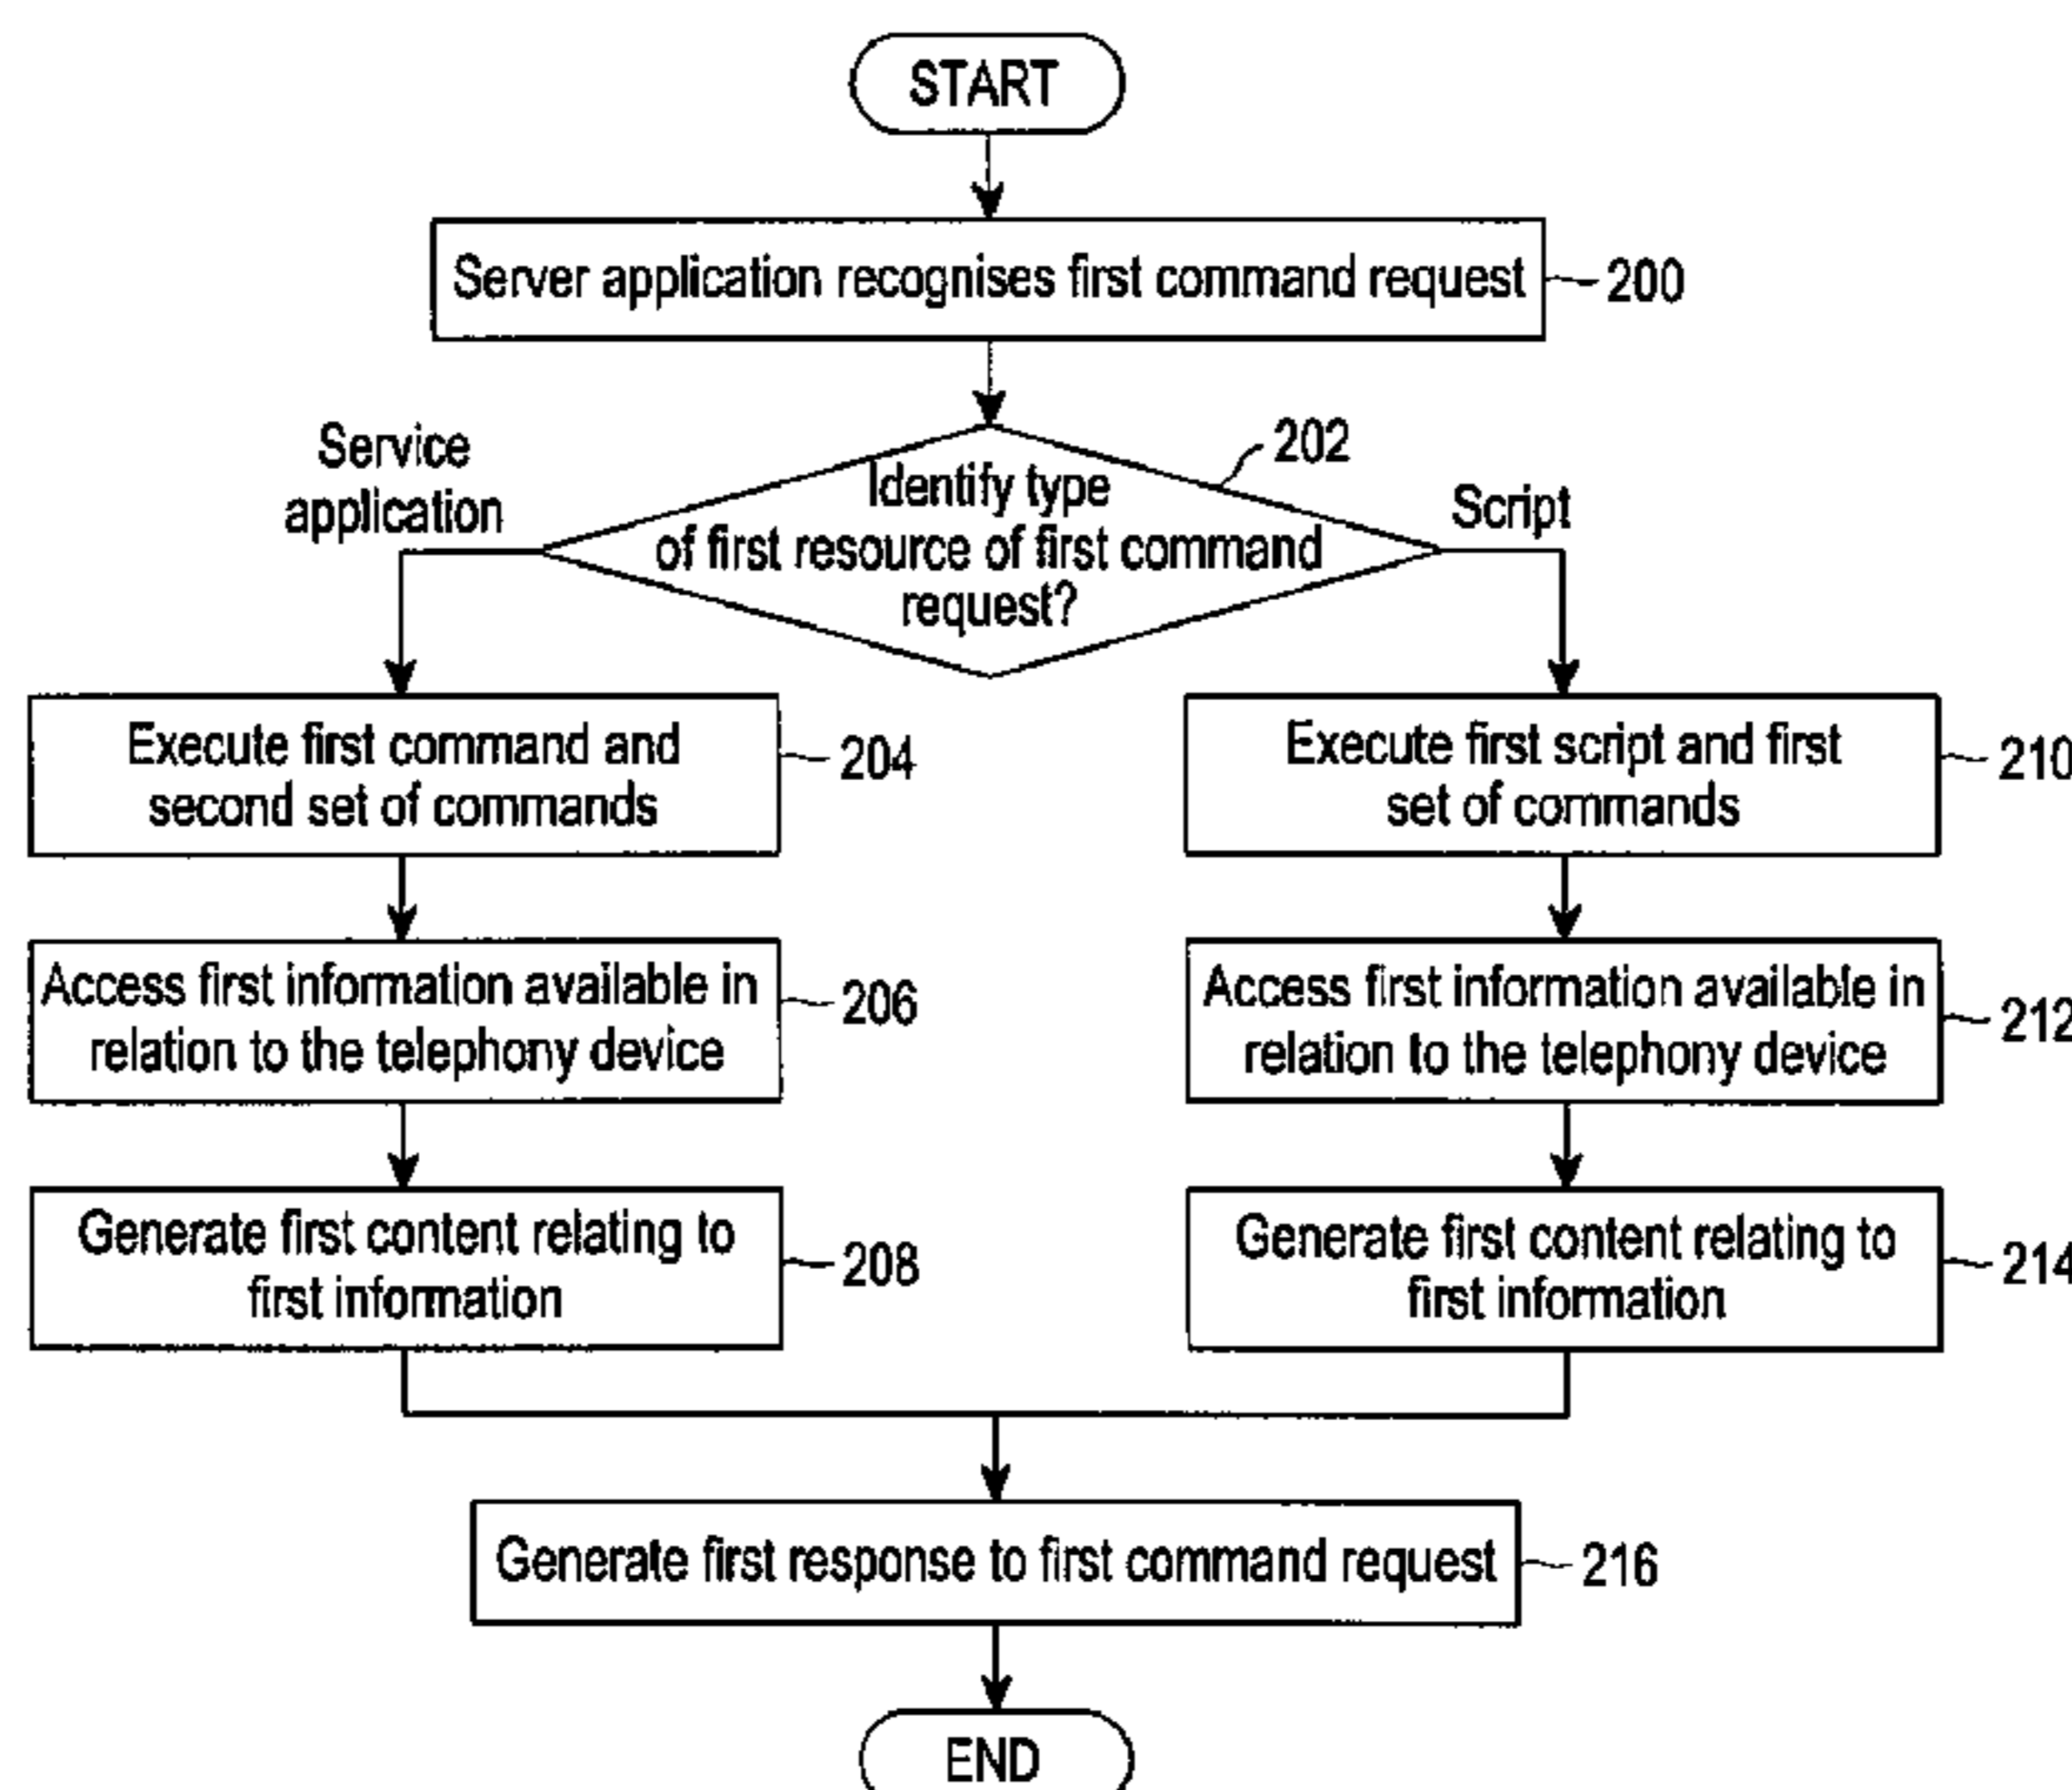 START
Server application recognises first command request
200
202
Service
application
Identify type
of first resource of first command
request?
Script
Execute first command and
second set of commands
204
Execute first script and first
set of commands
210
Access first information available in
relation to the telephony device
206
Access first information available in
relation to the telephony device
212
Generate first content relating to
first information
208
Generate first content relating to
first information
214
Generate first response to first command request
216
END